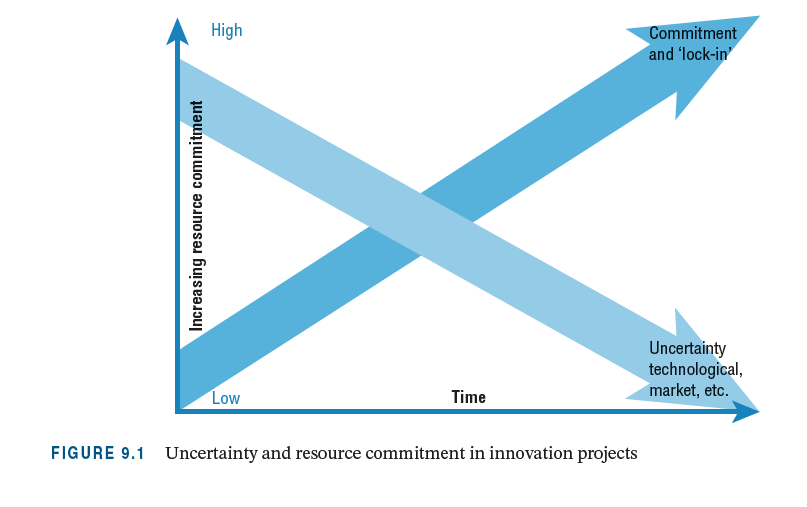 High
Commitment
and ‘lock-in’
Increasing resource commitment
Uncertainty
technological,
market, etc.
Low
Time
FIGURE 9.1 Uncertainty and resource commitment in innovation projects